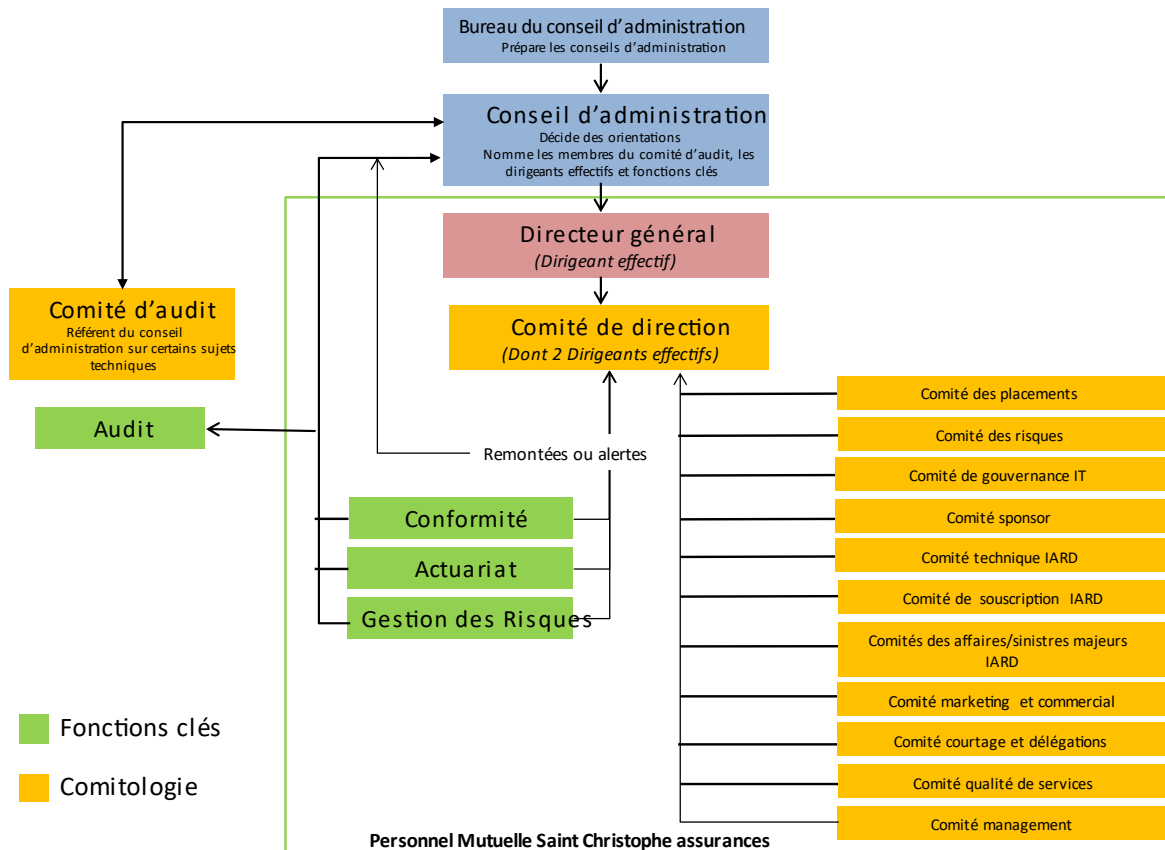 Bureau du conseil d’administration
Prépare les conseils d’administration
Conseil d’administration
Décide des orientations
Nomme les membres du comité d’audit, les
dirigeants effectifs et fonctions clés
Directeur général
(Dirigeant effectif)
Comité d’audit
Référent du conseil
d’administration sur certains sujets
techniques
Comité de direction
(Dont 2 Dirigeants effectifs)
Audit
Remontées ou alertes
Conformité
Actuariat
Gestion des Risques
Comité des placements
Comité des risques
Comité de gouvernance IT
Comité sponsor
Comité technique IARD
Comité de souscription IARD
Comités des affaires/sinistres majeurs
IARD
Comité marketing et commercial
Comité courtage et délégations
Comité qualité de services
Comité management
Fonctions clés
Comitologie
Personnel Mutuelle Saint Christophe assurances